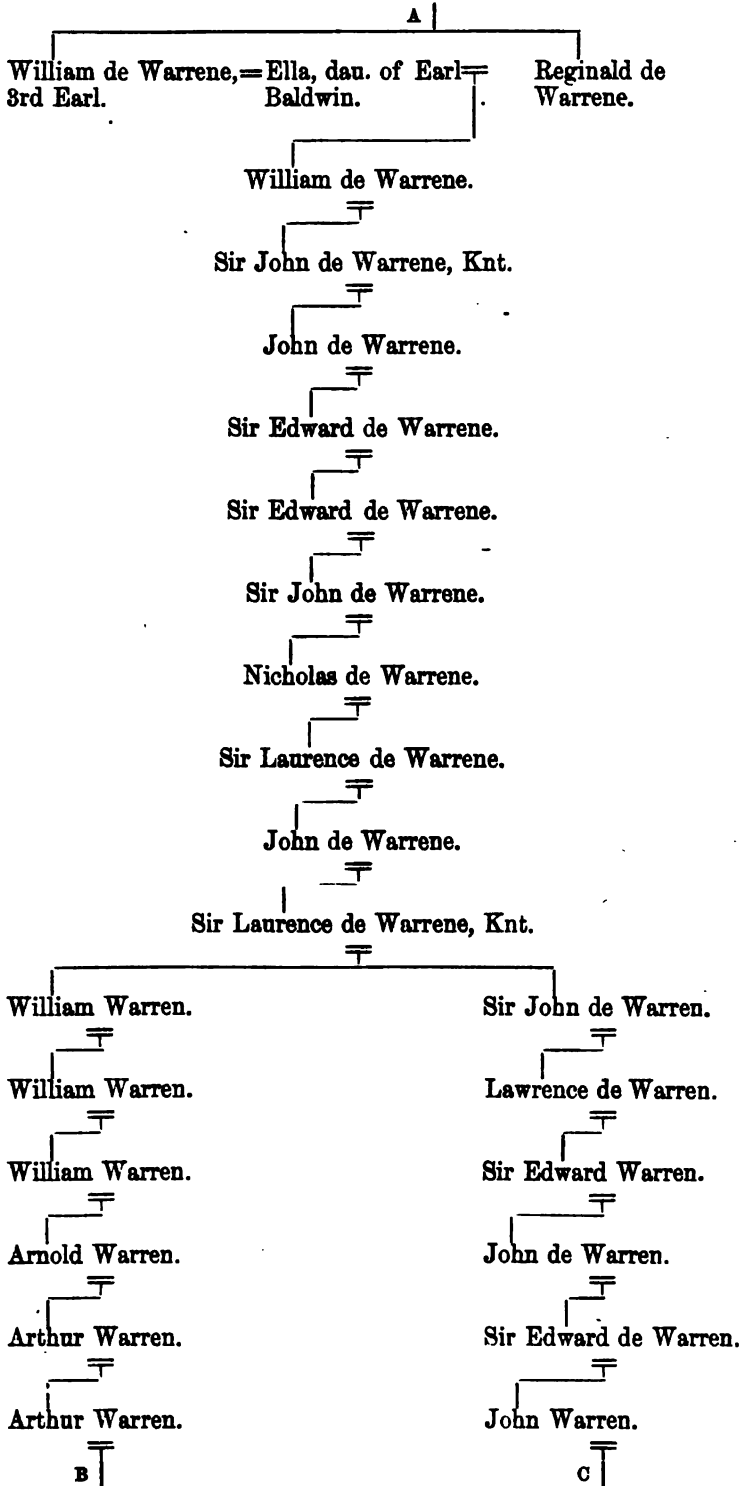 A
William de Warrene, = Ella, dau. of Earl = Reginald de
3rd Earl. Baldwin. Warrene.
William de Warrene.
Sir John de Warrene, Knt.
John de Warrene.
Sir Edward de Warrene.
Sir Edward de Warrene.
Sir John de Warrene.
Nicholas de Warrene.
Sir Laurence de Warrene.
John de Warrene.
Sir Laurence de Warrene, Knt.
William Warren. Sir John de Warren.
William Warren. Lawrence de Warren.
William Warren. Sir Edward Warren.
Arnold Warren. John de Warren.
Arthur Warren. Sir Edward de Warren.
Arthur Warren. John Warren.
B C